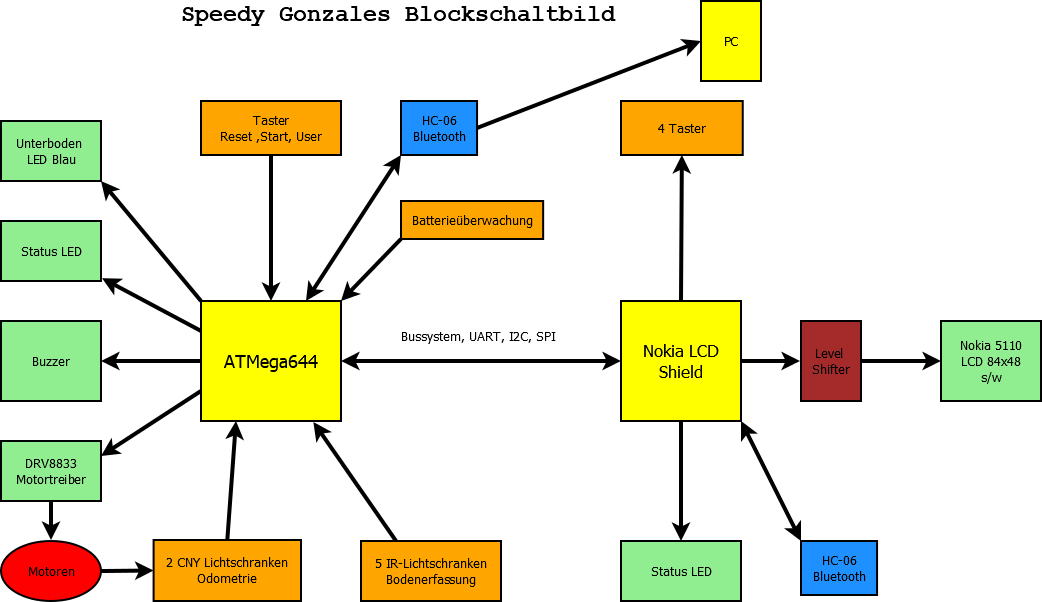 Speedy Gonzales Blockschaltbild
PC
Taster
Reset ,Start, User
HC-06
Bluetooth
4 Taster
Unterboden
LED Blau
Batterieüberwachung
Status LED
Bussystem, UART, I2C, SPI
ATMega644
Buzzer
Nokia LCD
Shield
Level
Shifter
Nokia 5110
LCD 84x48
s/w
DRV8833
Motortreiber
Motoren
2 CNY Lichtschranken
Odometrie
5 IR-Lichtschranken
Bodenerfassung
Status LED
HC-06
Bluetooth